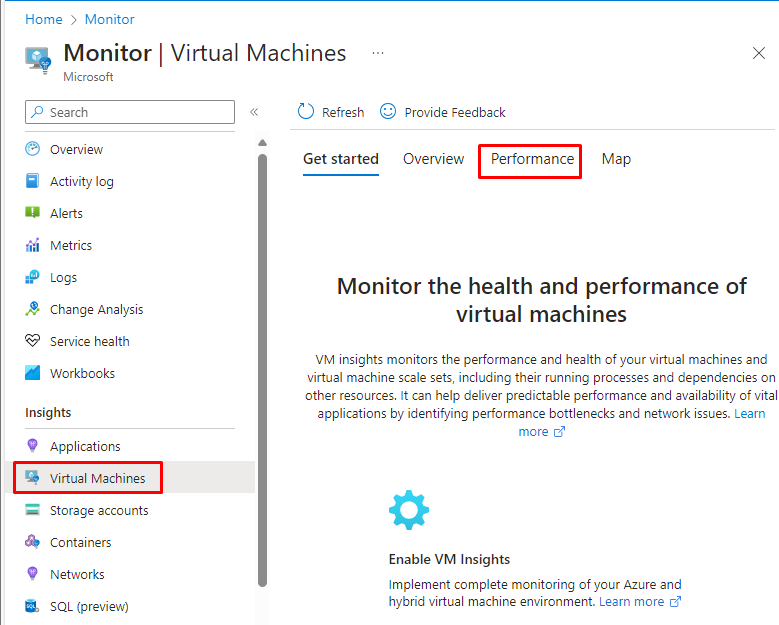 Home > Monitor
Monitor | Virtual Machines ...
Microsoft
Search «
Overview
Activity log
Alerts
Metrics
Logs
Change Analysis
Service health
Workbooks
Insights
Applications
Virtual Machines
Storage accounts
Containers
Networks
SQL (preview)
Refresh Provide Feedback
Get started Overview Performance Map
Monitor the health and performance of
virtual machines
VM insights monitors the performance and health of your virtual machines and
virtual machine scale sets, including their running processes and dependencies on
other resources. It can help deliver predictable performance and availability of vital
applications by identifying performance bottlenecks and network issues. Learn
more
Enable VM Insights
Implement complete monitoring of your Azure and
hybrid virtual machine environment. Learn more